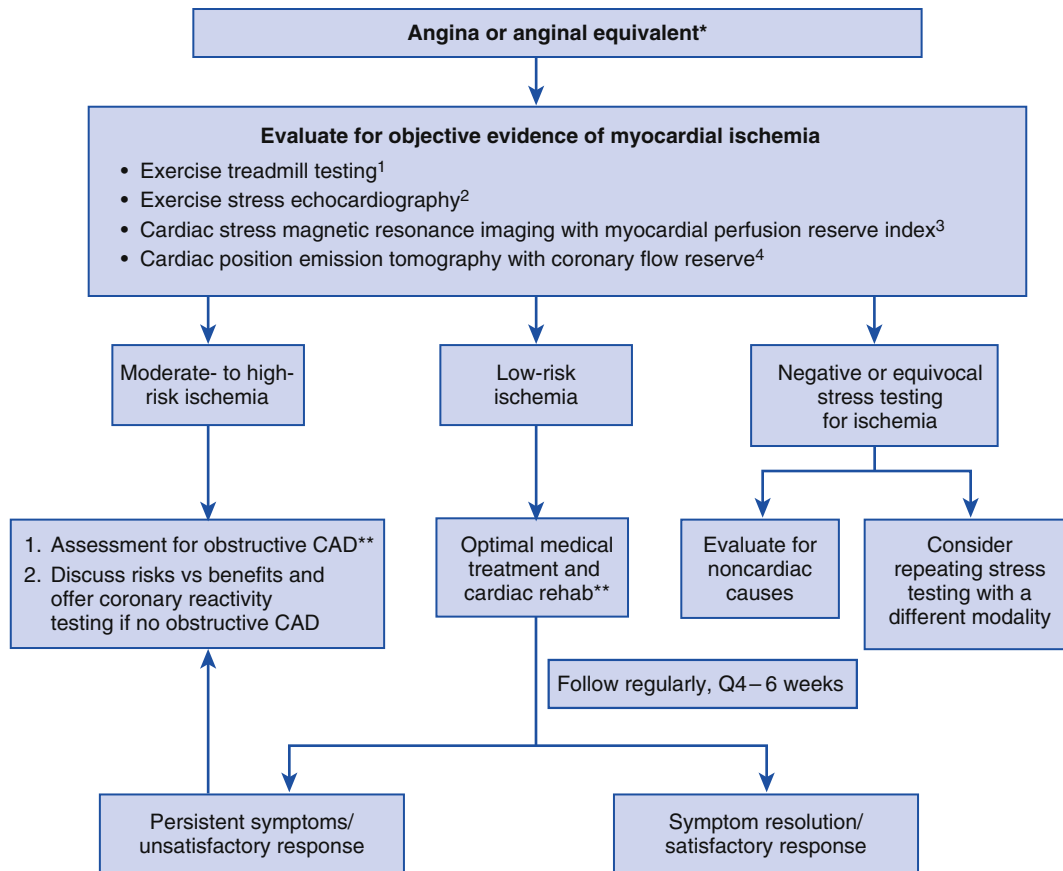 Angina or anginal equivalent*
Evaluate for objective evidence of myocardial ischemia
• Exercise treadmill testing1
• Exercise stress echocardiography2
• Cardiac stress magnetic resonance imaging with myocardial perfusion reserve index3
• Cardiac position emission tomography with coronary flow reserve4
Moderate- to high-
risk ischemia
Low-risk
ischemia
Negative or equivocal
stress testing
for ischemia
1. Assessment for obstructive CAD**
2. Discuss risks vs benefits and
offer coronary reactivity
testing if no obstructive CAD
Optimal medical
treatment and
cardiac rehab**
Evaluate for
noncardiac
causes
Consider
repeating stress
testing with a
different modality
Follow regularly, Q4–6 weeks
Persistent symptoms/
unsatisfactory response
Symptom resolution/
satisfactory response